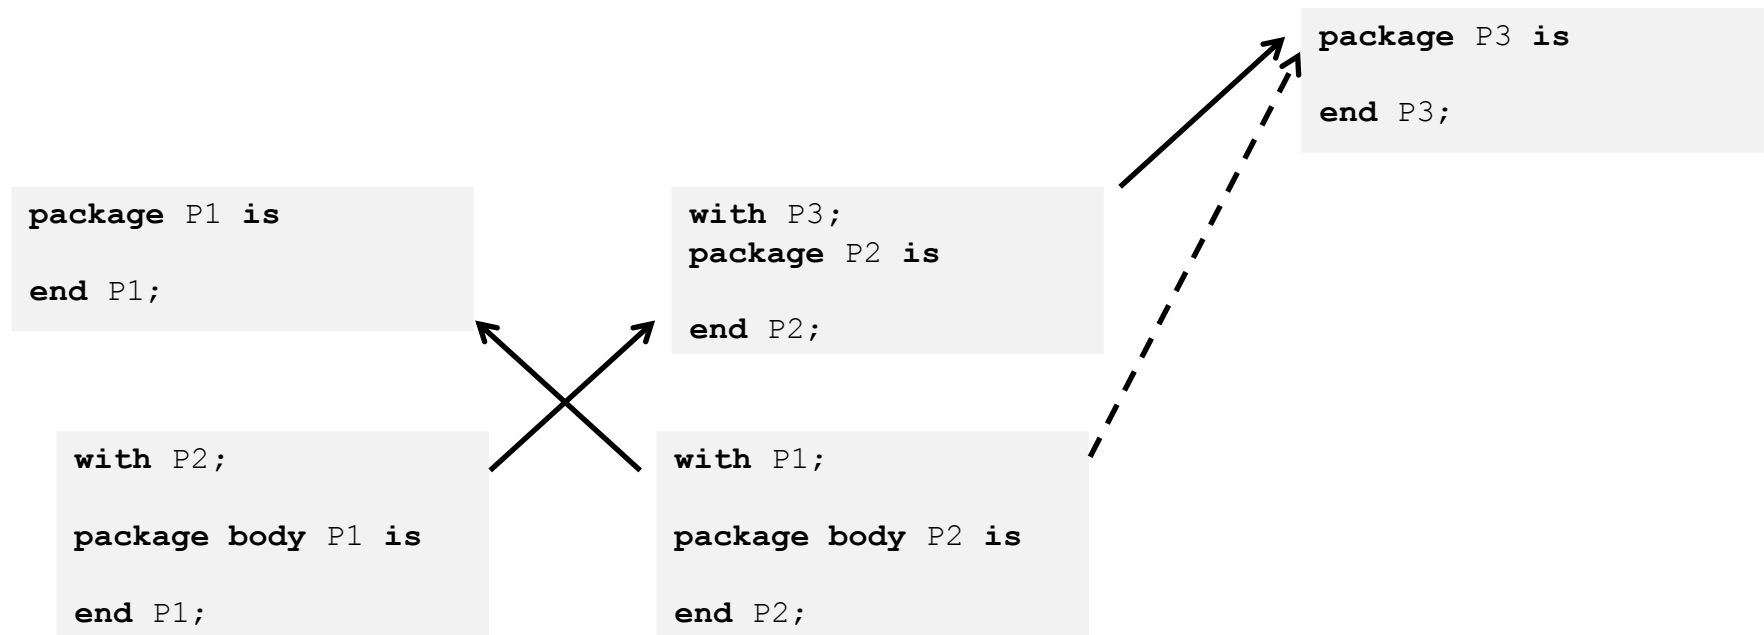 package P3 is
end P3;
package P1 is
end P1;
with P3;
package P2 is
end P2;
with P2;
package body P1 is
end P1;
with P1;
package body P2 is
end P2;